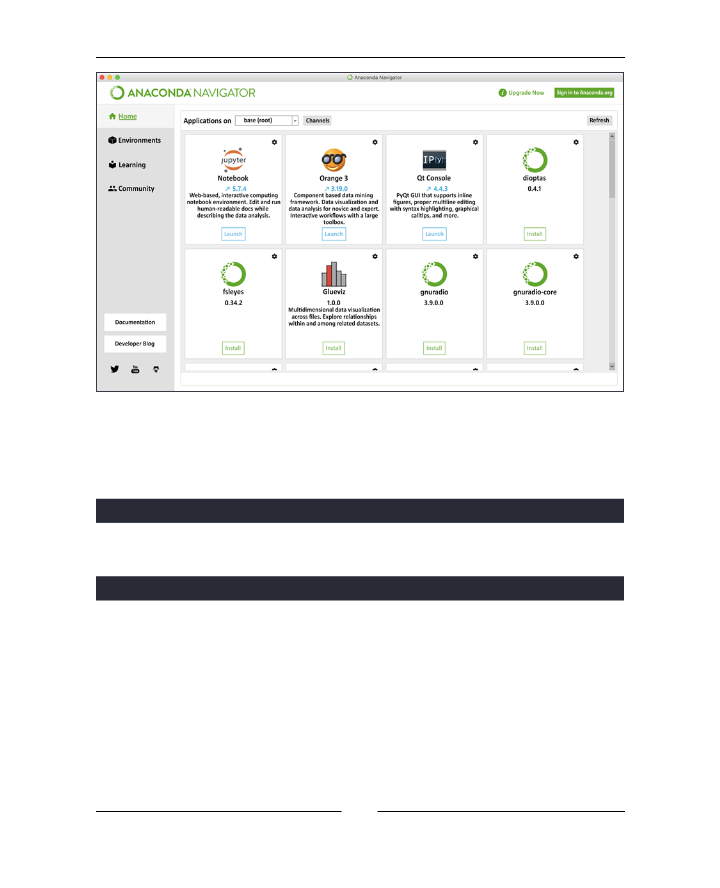 Anaconda Navigator
ANACONDA NAVIGATOR
Upgrade Now
Sign in to Anaconda.org
Home
Environments
Learning
Community
Documentation
Developer Blog
You Tube
Applications on
base (root)
Channels
Refresh
jupyter
Notebook
5.7.4
Web-based, interactive computing
notebook environment. Edit and run
human-readable docs while
describing the data analysis.
Launch
Orange 3
3.19.0
Component based data mining
framework. Data visualization and
data analysis for novice and expert.
Interactive workflows with a large
toolbox.
Launch
IP[y]:
Qt Console
4.4.3
PyQt GUI that supports inline
figures, proper multiline editing
with syntax highlighting, graphical
calltips, and more.
Launch
dioptas
0.4.1
Install
fsleyes
0.34.2
Install
Glueviz
1.0.0
Multidimensional data visualization
across files. Explore relationships
within and among related datasets.
Install
gnuradio
3.9.0.0
Install
gnuradio-core
3.9.0.0
Install